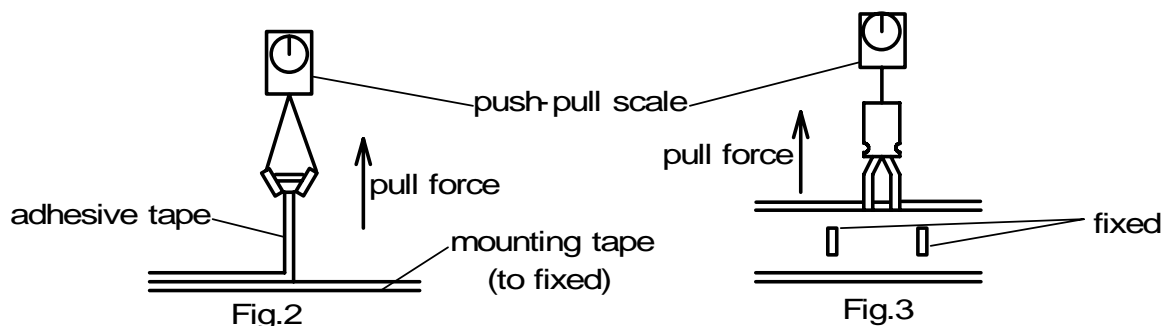 push-pull scale
pull force
pull force
adhesive tape
fixed
mounting tape
(to fixed)
Fig.2
Fig.3